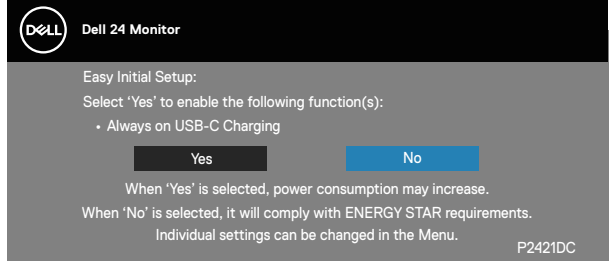 DELL
Dell 24 Monitor
Easy Initial Setup:
Select ‘Yes’ to enable the following function(s):
• Always on USB-C Charging
Yes
No
When ‘Yes’ is selected, power consumption may increase.
When ‘No’ is selected, it will comply with ENERGY STAR requirements.
Individual settings can be changed in the Menu.
P2421DC